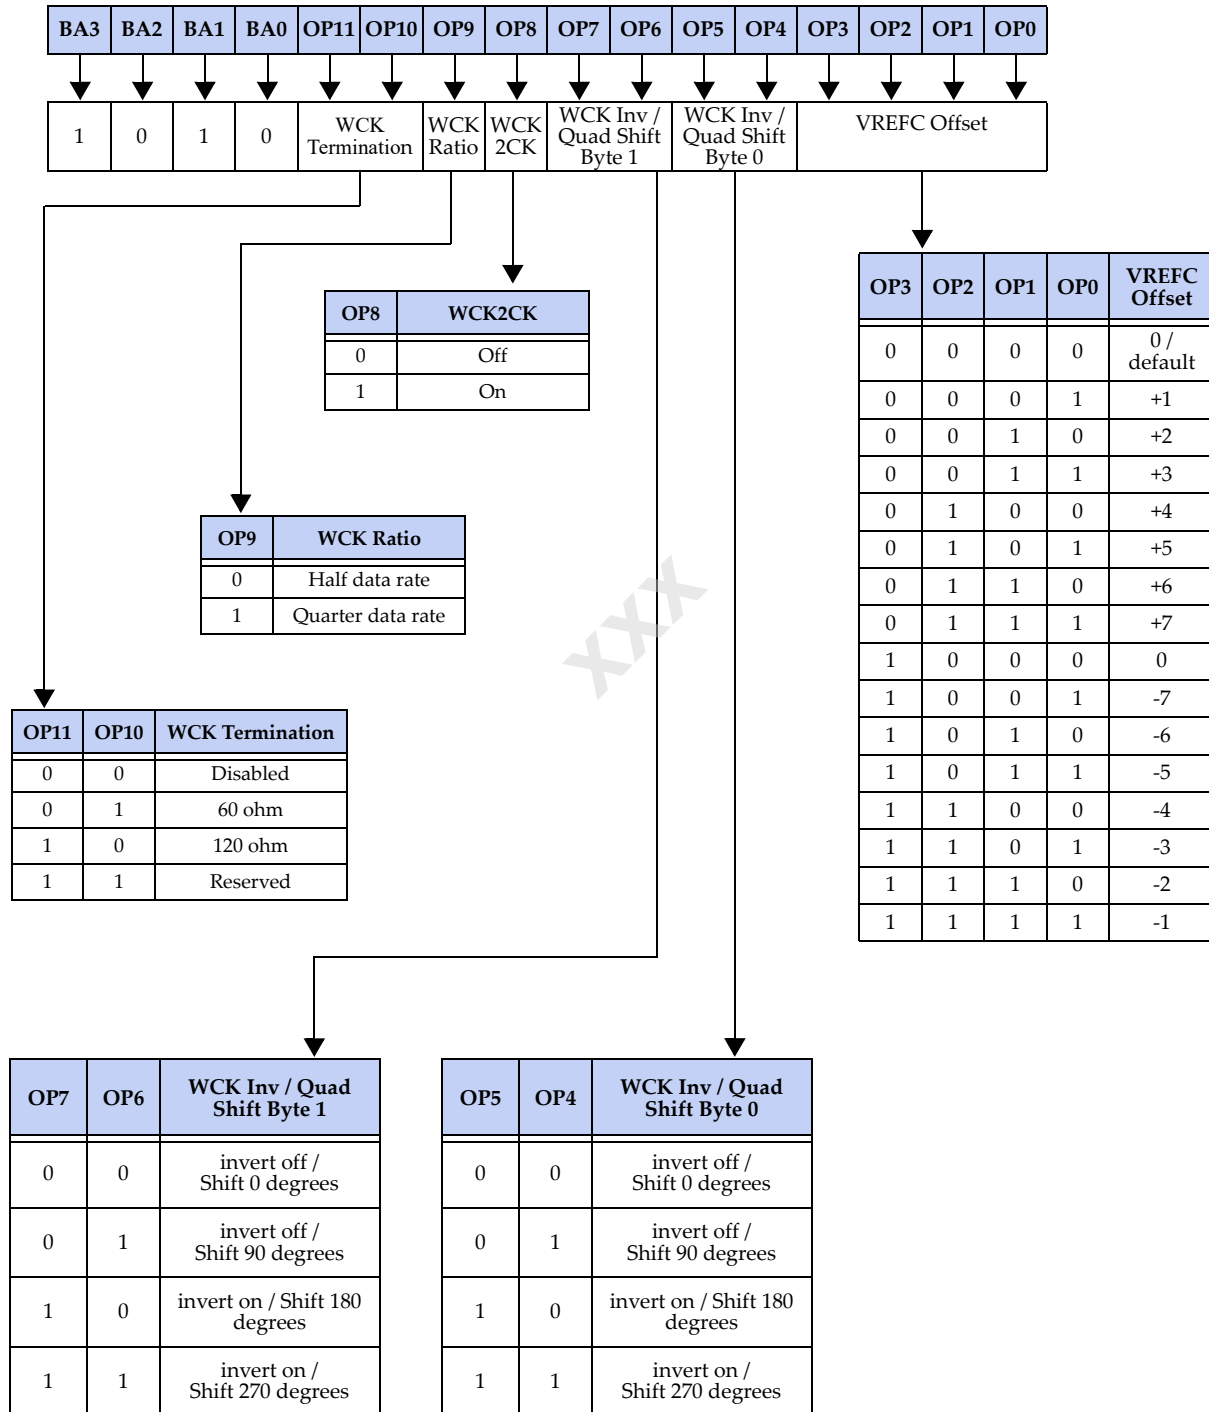 BA3 BA2 BA1 BA0 OP11 OP10 OP9 OP8 OP7 OP6 OP5 OP4 OP3 OP2 OP1 OP0
1 0 1 0 WCK Termination WCK Ratio WCK 2CK WCK Inv / Quad Shift Byte 1 WCK Inv / Quad Shift Byte 0 VREFC Offset
OP3 OP2 OP1 OP0 VREFC Offset
0 0 0 0 0 / default
0 0 0 1 +1
0 0 1 0 +2
0 0 1 1 +3
0 1 0 0 +4
0 1 0 1 +5
0 1 1 0 +6
0 1 1 1 +7
1 0 0 0 0
1 0 0 1 -7
1 0 1 0 -6
1 0 1 1 -5
1 1 0 0 -4
1 1 0 1 -3
1 1 1 0 -2
1 1 1 1 -1
OP8 WCK2CK
0 Off
1 On
OP9 WCK Ratio
0 Half data rate
1 Quarter data rate
xxx
OP11 OP10 WCK Termination
0 0 Disabled
0 1 60 ohm
1 0 120 ohm
1 1 Reserved
OP7 OP6 WCK Inv / Quad Shift Byte 1
0 0 invert off / Shift 0 degrees
0 1 invert off / Shift 90 degrees
1 0 invert on / Shift 180 degrees
1 1 invert on / Shift 270 degrees
OP5 OP4 WCK Inv / Quad Shift Byte 0
0 0 invert off / Shift 0 degrees
0 1 invert off / Shift 90 degrees
1 0 invert on / Shift 180 degrees
1 1 invert on / Shift 270 degrees